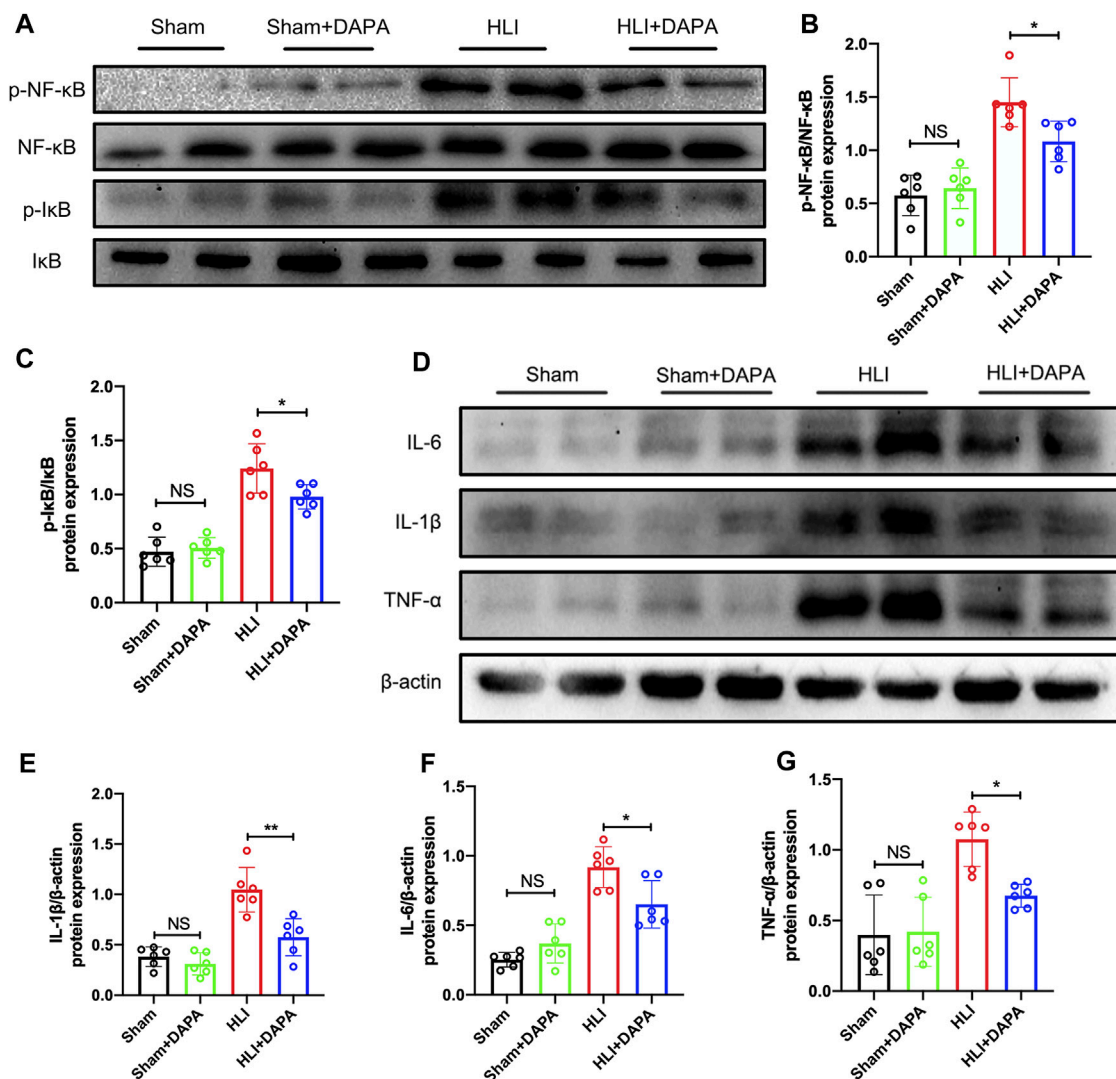 A
Sham Sham+DAPA HLI HLI+DAPA
p-NF-κB
NF-κB
p-IκB
IκB
B
p-NF-κB/NF-κB
protein expression
2.0
1.5
1.0
0.5
0.0
NS
*
Sham
Sham+DAPA
HLI
HLI+DAPA
C
p-IκB/IκB
protein expression
2.0
1.5
1.0
0.5
0.0
NS
*
Sham
Sham+DAPA
HLI
HLI+DAPA
D
Sham Sham+DAPA HLI HLI+DAPA
IL-6
IL-1β
TNF-α
β-actin
E
IL-1β/β-actin
protein expression
2.0
1.5
1.0
0.5
0.0
NS
**
Sham
Sham+DAPA
HLI
HLI+DAPA
F
IL-6/β-actin
protein expression
1.5
1.0
0.5
0.0
NS
*
Sham
Sham+DAPA
HLI
HLI+DAPA
G
TNF-α/β-actin
protein expression
1.5
1.0
0.5
0.0
NS
*
Sham
Sham+DAPA
HLI
HLI+DAPA